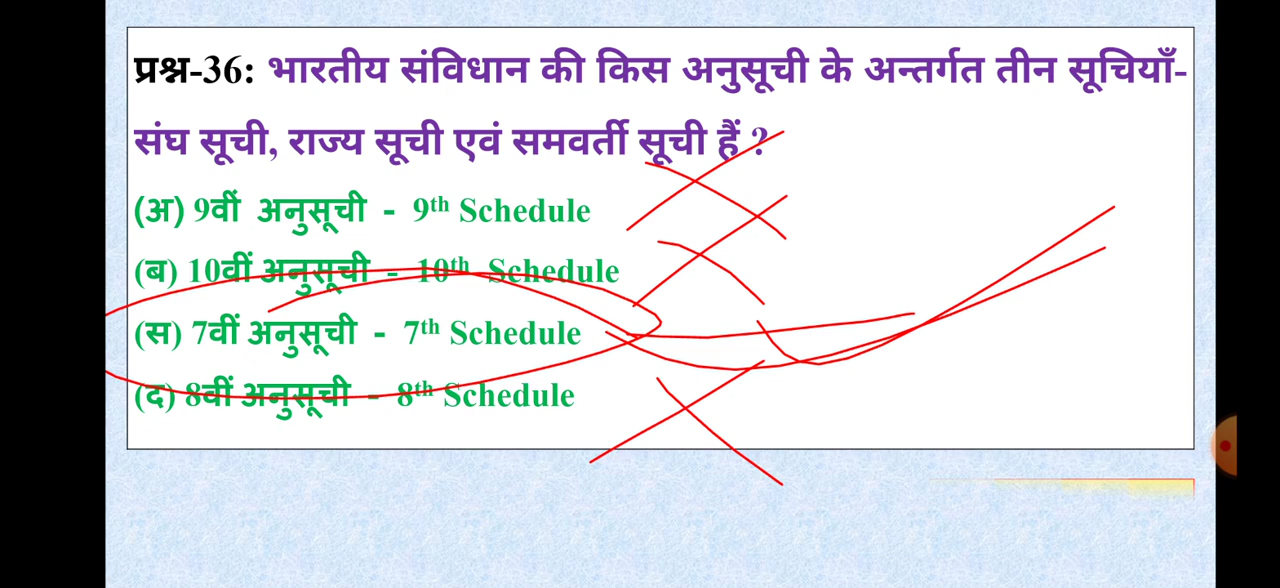 प्रश्न-36: भारतीय संविधान की किस अनुसूची के अन्तर्गत तीन सूचियाँ-
संघ सूची, राज्य सूची एवं समवर्ती सूची हैं ?
(अ) 9वीं अनुसूची - 9th Schedule
(ब) 10वीं अनुसूची - 10th Schedule
(स) 7वीं अनुसूची - 7th Schedule
(द) 8वीं अनुसूची - 8th Schedule